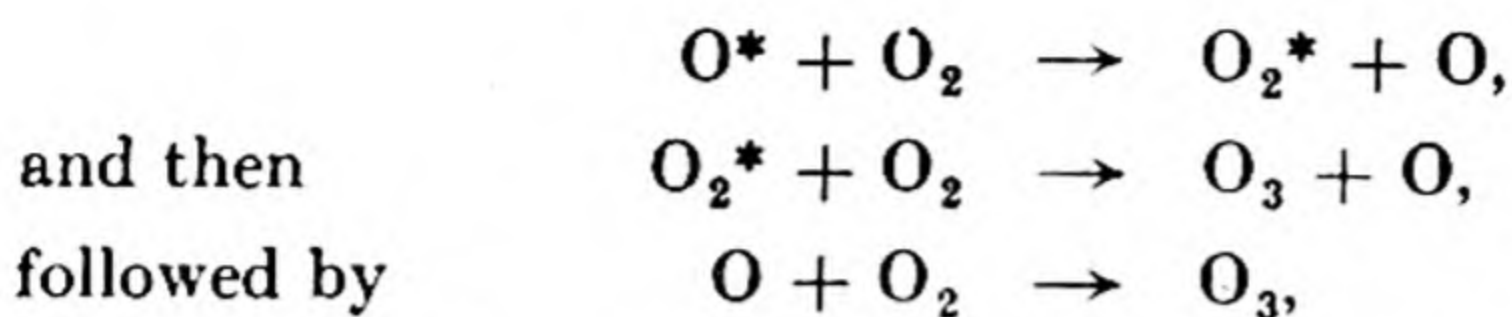 O* + O₂ → O₂* + O,
and then O₂* + O₂ → O₃ + O,
followed by O + O₂ → O₃,